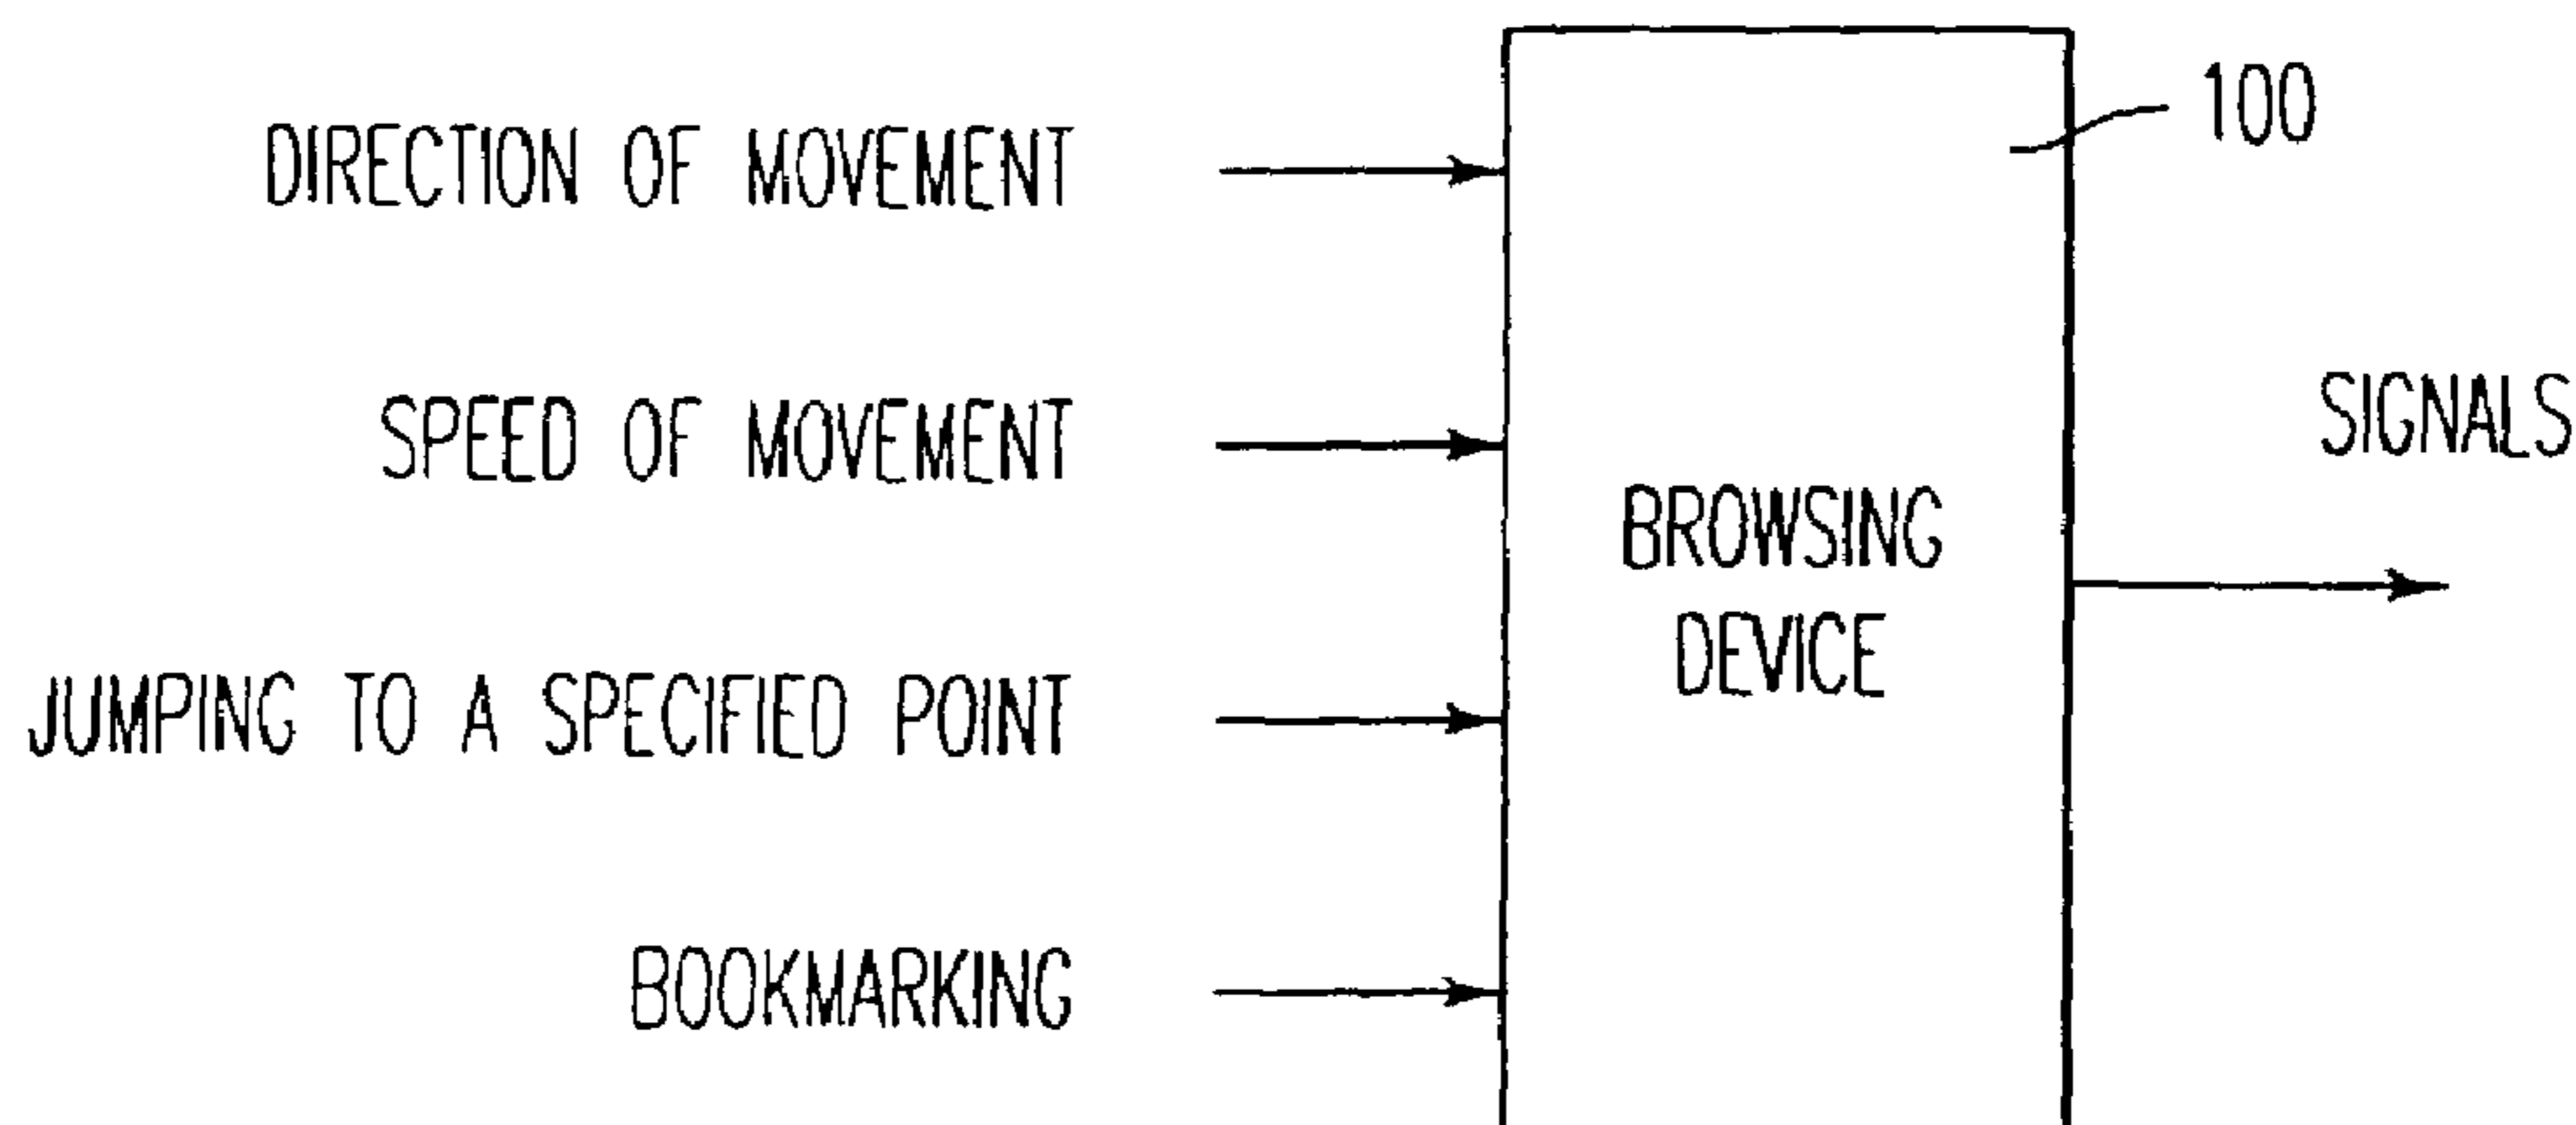 DIRECTION OF MOVEMENT
100
SPEED OF MOVEMENT
SIGNALS
BROWSING
DEVICE
JUMPING TO A SPECIFIED POINT
BOOKMARKING